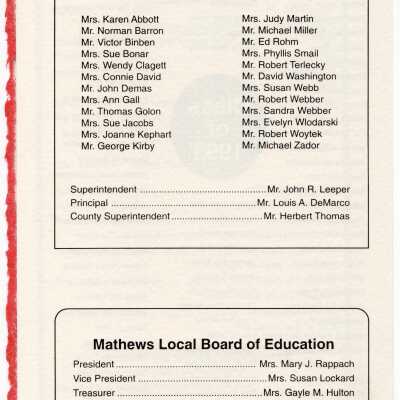 Mrs. Karen Abbott Mrs. Judy Martin
Mr. Norman Barron Mr. Michael Miller
Mr. Victor Binben Mr. Ed Rohm
Mrs. Sue Bonar Mrs. Phyllis Smail
Mrs. Wendy Clagett Mr. Robert Terlecky
Mrs. Connie David Mr. David Washington
Mr. John Demas Mrs. Susan Webb
Mrs. Ann Gall Mr. Robert Webber
Mr. Thomas Golon Mrs. Sandra Webber
Mrs. Sue Jacobs Mrs. Evelyn Wlodarski
Mrs. Joanne Kephart Mr. Robert Woytek
Mr. George Kirby Mr. Michael Zador
Superintendent ... Mr. John R. Leeper
Principal ... Mr. Louis A. DeMarco
County Superintendent ... Mr. Herbert Thomas
Mathews Local Board of Education
President ... Mrs. Mary J. Rappach
Vice President ... Mrs. Susan Lockard
Treasurer ... Mrs. Gayle M. Hulton